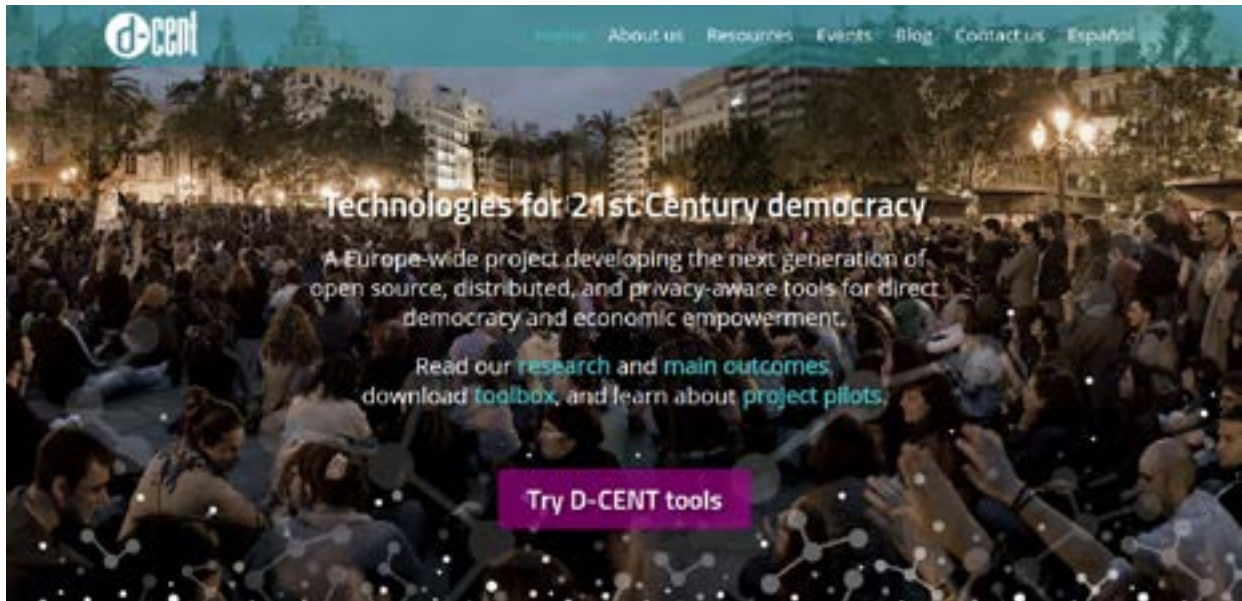 d-cent
Home About us Resources Events Blog Contact us Español
Technologies for 21st Century democracy
A Europe-wide project developing the next generation of
open source, distributed, and privacy-aware tools for direct
democracy and economic empowerment.
Read our research and main outcomes,
download toolbox, and learn about project pilots.
Try D-CENT tools